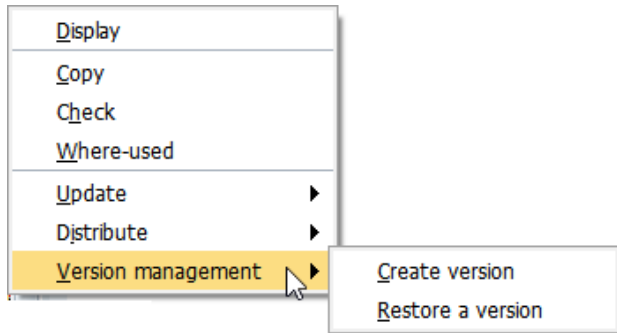 Display
Copy
Check
Where-used
Update
Distribute
Version management
Create version
Restore a version